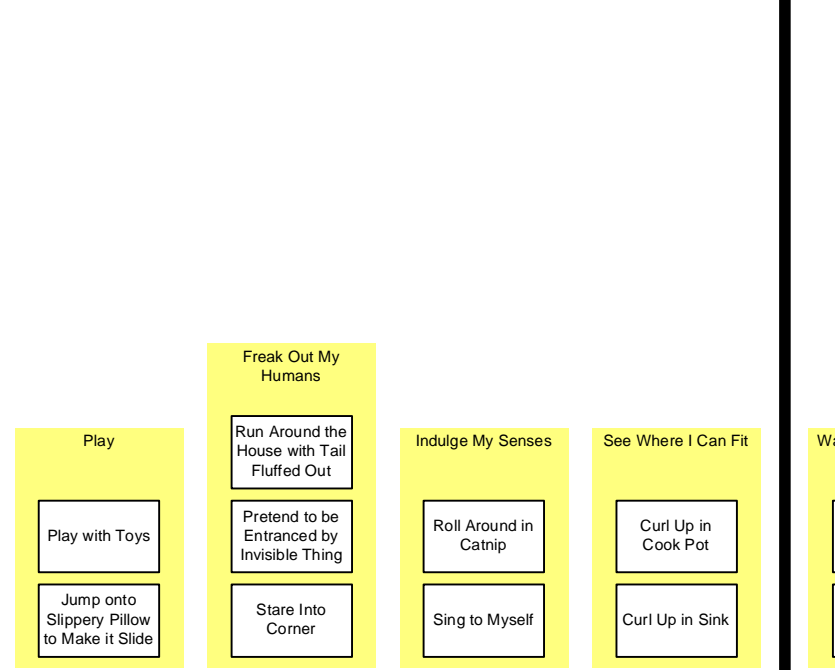 Play
Play with Toys
Jump onto
Slippery Pillow
to Make it Slide
Freak Out My
Humans
Run Around the
House with Tail
Fluffed Out
Pretend to be
Entranced by
Invisible Thing
Stare Into
Corner
Indulge My Senses
Roll Around in
Catnip
Sing to Myself
See Where I Can Fit
Curl Up in
Cook Pot
Curl Up in Sink